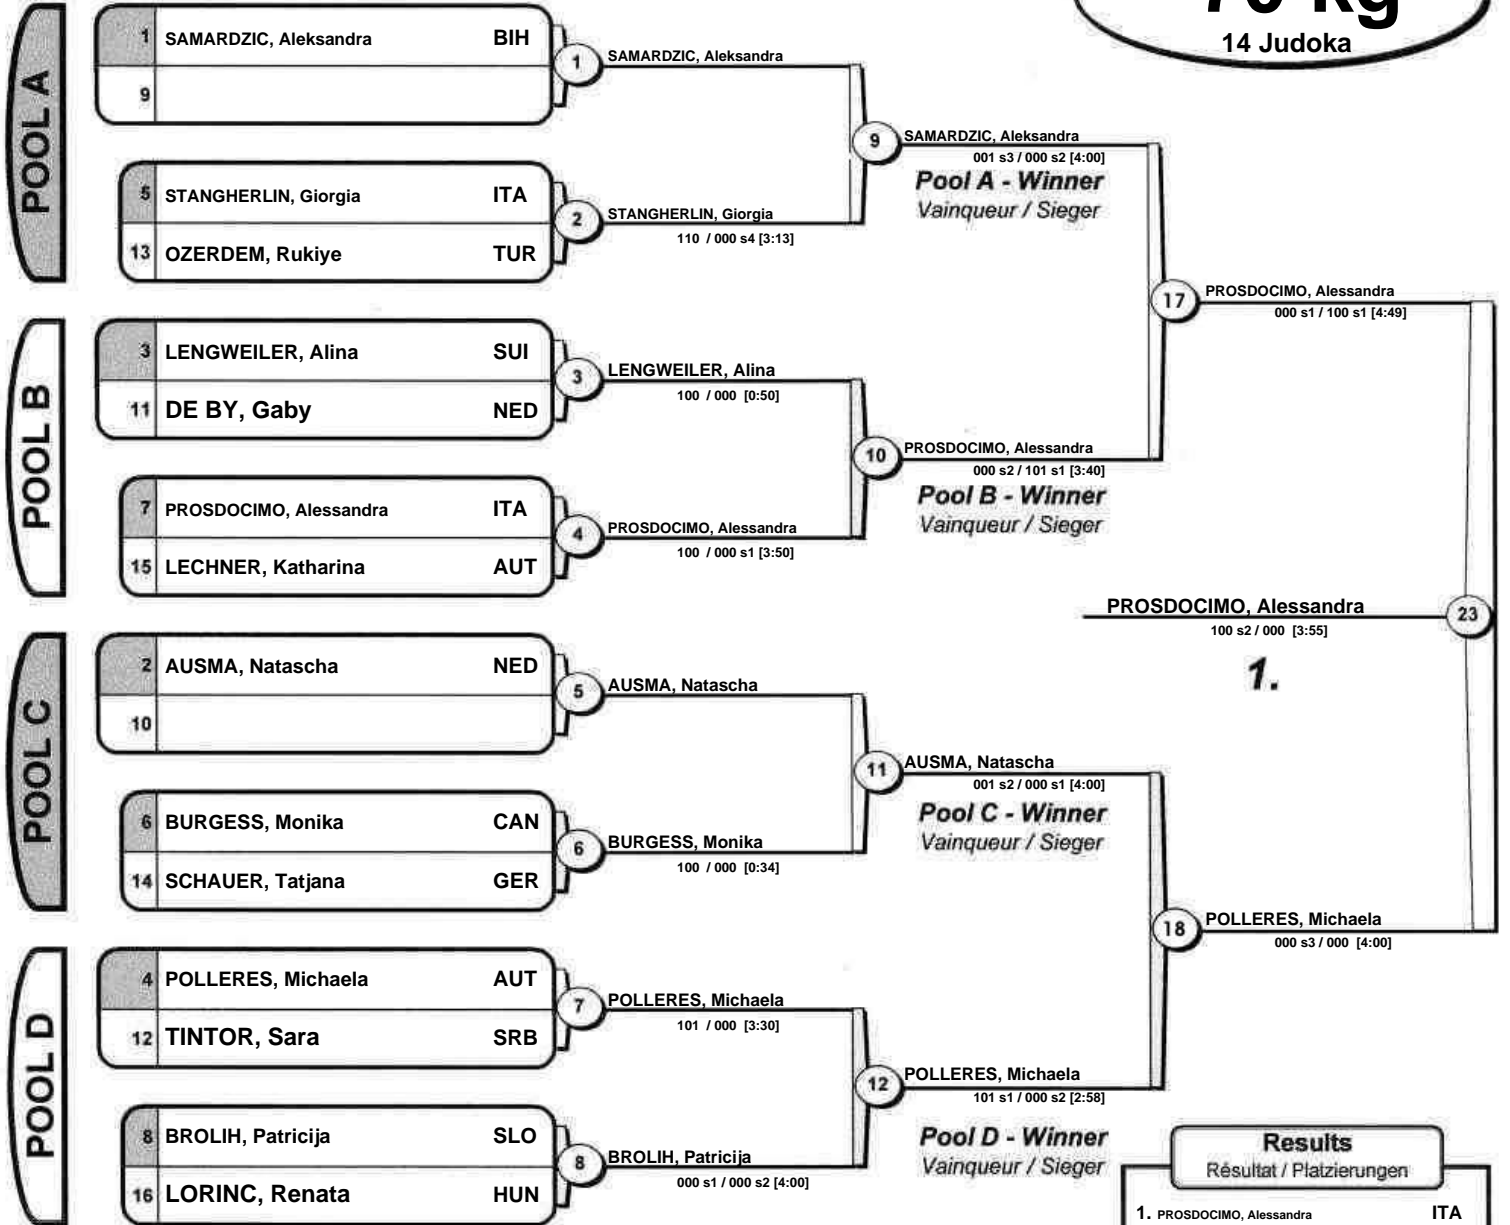 70 kg
14 Judoka
POOL A
1 SAMARDZIC, Aleksandra BIH
9
1
SAMARDZIC, Aleksandra
5 STANGHERLIN, Giorgia ITA
13 OZERDEM, Rukiye TUR
2
STANGHERLIN, Giorgia
110 / 000 s4 [3:13]
9
SAMARDZIC, Aleksandra
001 s3 / 000 s2 [4:00]
Pool A - Winner
Vainqueur / Sieger
POOL B
3 LENGWEILER, Alina SUI
11 DE BY, Gaby NED
3
LENGWEILER, Alina
100 / 000 [0:50]
7 PROSDOCIMO, Alessandra ITA
15 LECHNER, Katharina AUT
4
PROSDOCIMO, Alessandra
100 / 000 s1 [3:50]
10
PROSDOCIMO, Alessandra
000 s2 / 101 s1 [3:40]
Pool B - Winner
Vainqueur / Sieger
17
PROSDOCIMO, Alessandra
000 s1 / 100 s1 [4:49]
PROSDOCIMO, Alessandra
23
100 s2 / 000 [3:55]
1.
POOL C
2 AUSMA, Natascha NED
10
5
AUSMA, Natascha
6 BURGESS, Monika CAN
14 SCHAUER, Tatjana GER
6
BURGESS, Monika
100 / 000 [0:34]
11
AUSMA, Natascha
001 s2 / 000 s1 [4:00]
Pool C - Winner
Vainqueur / Sieger
POOL D
4 POLLERES, Michaela AUT
12 TINTOR, Sara SRB
7
POLLERES, Michaela
101 / 000 [3:30]
8 BROLIH, Patricija SLO
16 LORINC, Renata HUN
8
BROLIH, Patricija
000 s1 / 000 s2 [4:00]
12
POLLERES, Michaela
101 s1 / 000 s2 [2:58]
Pool D - Winner
Vainqueur / Sieger
18
POLLERES, Michaela
000 s3 / 000 [4:00]
Results
Résultat / Platzierungen
1. PROSDOCIMO, Alessandra ITA